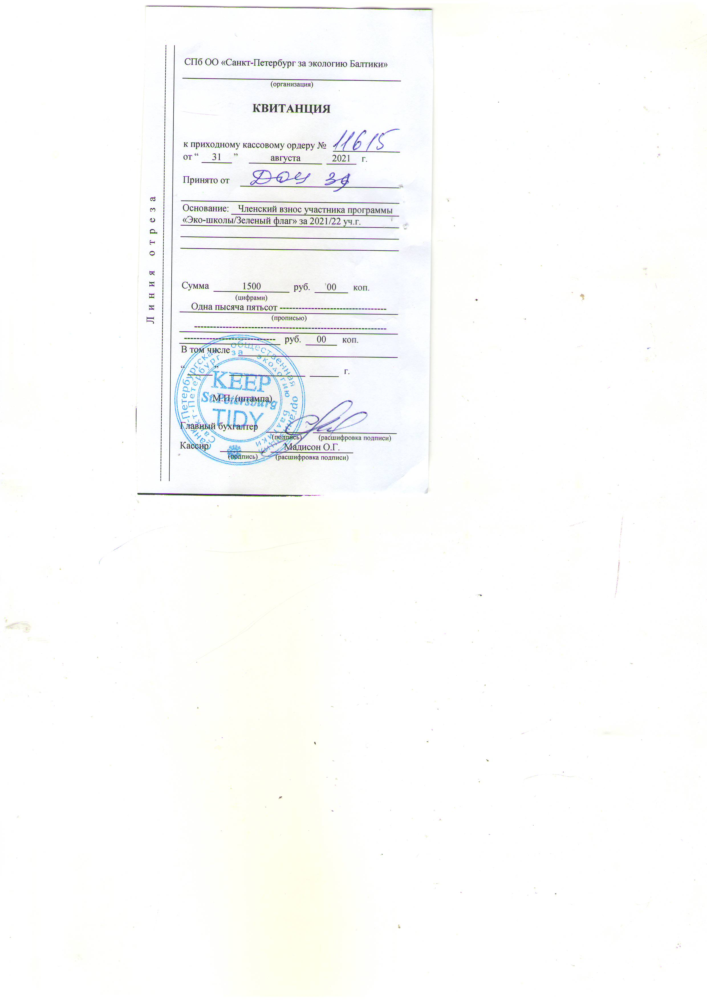 СПб ОО «Санкт-Петербург за экологию Балтики»
(организация)
КВИТАНЦИЯ
к приходному кассовому ордеру № 11615
от “ 31 ” августа 2021 г.
Принято от ДОУ 39
Основание: Членский взнос участника программы
«Эко-школы/Зеленый флаг» за 2021/22 уч.г.
Сумма 1500 руб. 00 коп.
(цифрами)
Одна пысяча пятьсот ----------------------------------
(прописью)
-------------------------------------------------------------
----------------------------- руб. 00 коп.
В том числе
“ ” г.
М.П. (штампа)
Главный бухгалтер
(подпись) (расшифровка подписи)
Кассир Мадисон О.Г.
(подпись) (расшифровка подписи)
Линия отреза
Санкт-Петербургская общественная организация
Санкт-Петербург за экологию Балтики
KEEP
St.Petersburg
TIDY